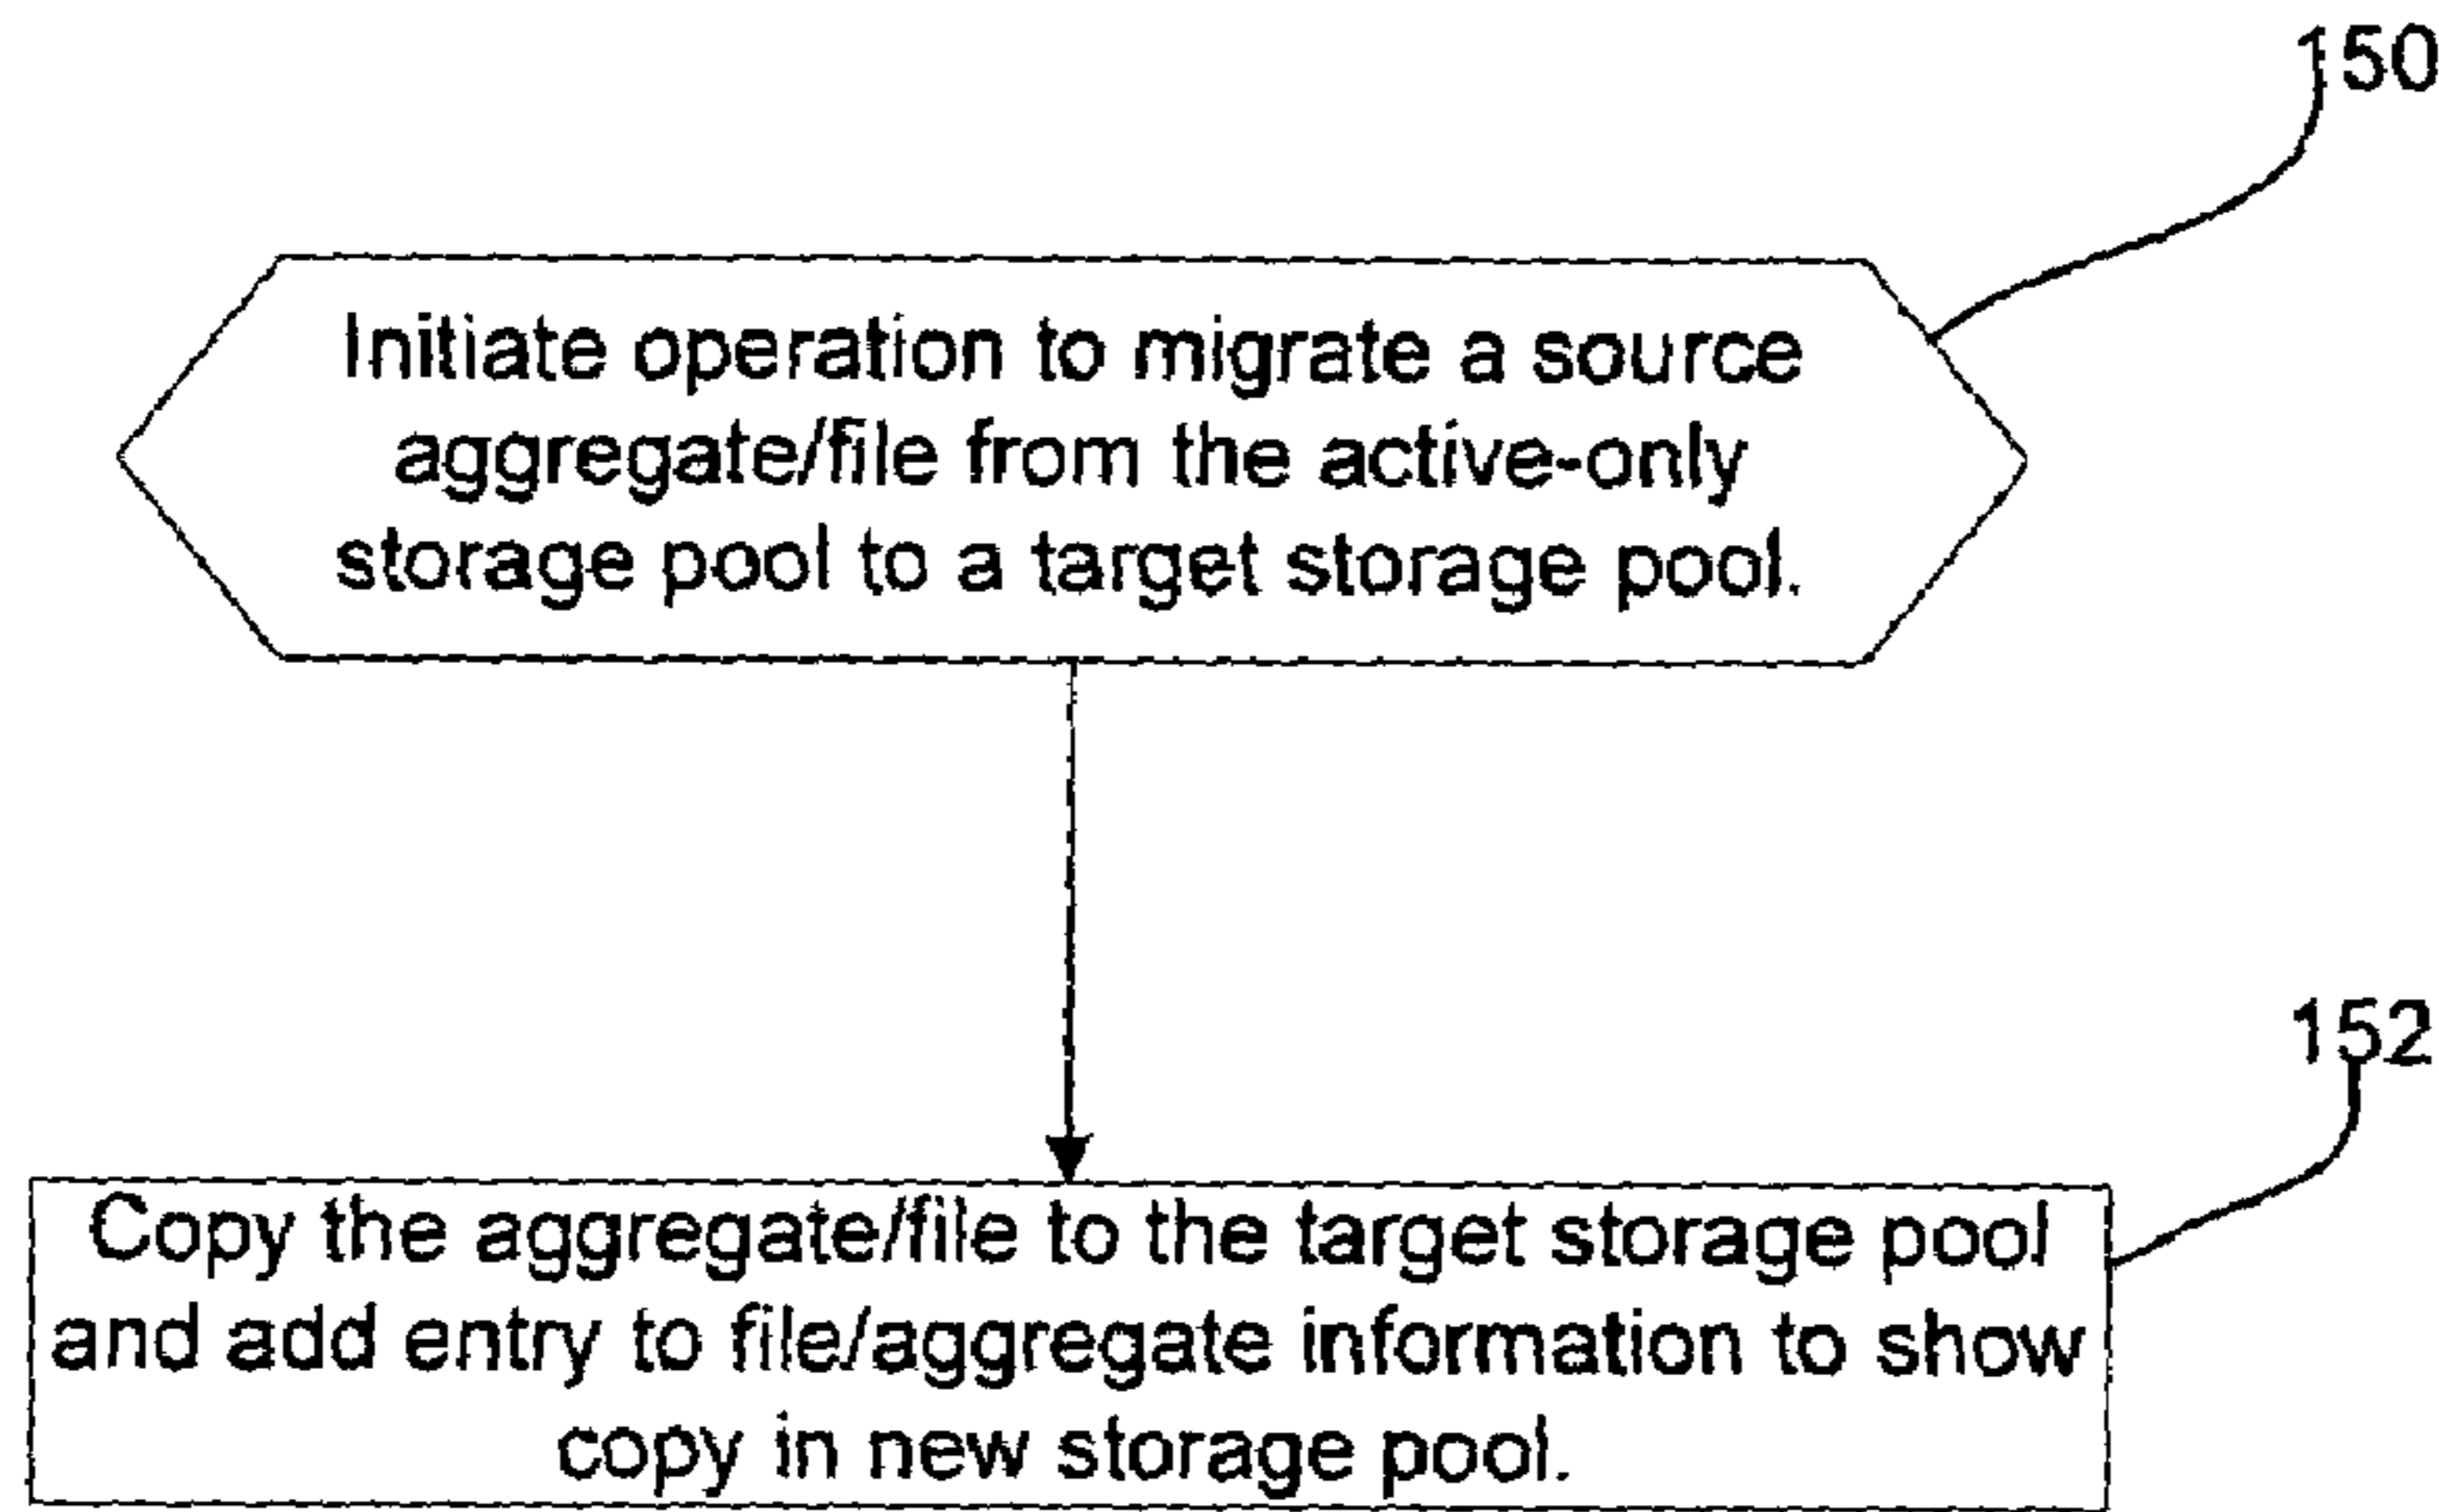 150
Initiate operation to migrate a source
aggregate/file from the active-only
storage pool to a target storage pool.
152
Copy the aggregate/file to the target storage pool
and add entry to file/aggregate information to show
copy in new storage pool.